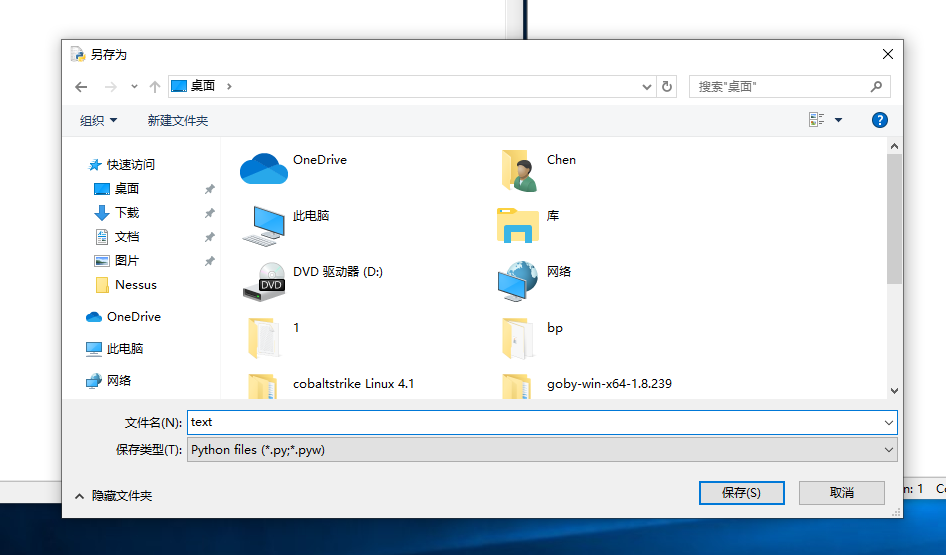 另存为
桌面
搜索"桌面"
组织
新建文件夹
快速访问
桌面
下载
文档
图片
Nessus
OneDrive
此电脑
网络
OneDrive
Chen
此电脑
库
DVD 驱动器 (D:)
DVD
网络
1
bp
cobaltstrike Linux 4.1
goby-win-x64-1.8.239
文件名(N):
text
保存类型(T):
Python files (*.py;*.pyw)
隐藏文件夹
保存(S)
取消
n: 1